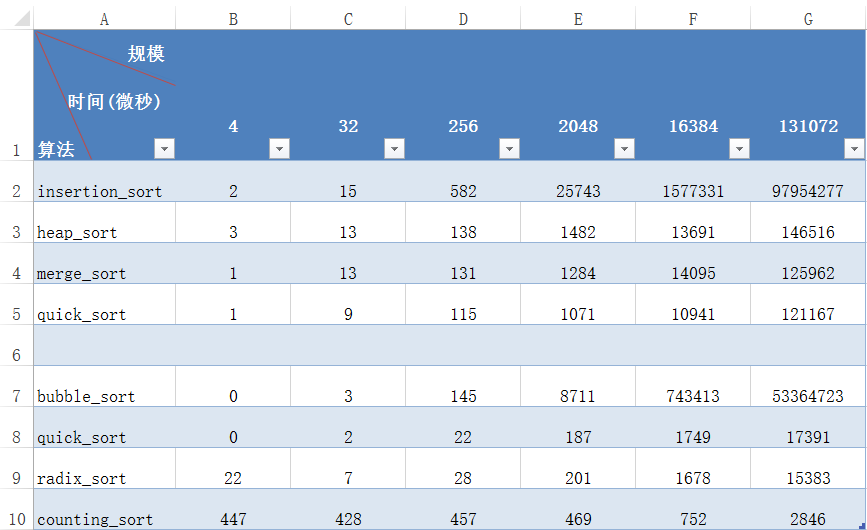 A B C D E F G
规模
时间(微秒)
1 算法 4 32 256 2048 16384 131072
2 insertion_sort 2 15 582 25743 1577331 97954277
3 heap_sort 3 13 138 1482 13691 146516
4 merge_sort 1 13 131 1284 14095 125962
5 quick_sort 1 9 115 1071 10941 121167
6
7 bubble_sort 0 3 145 8711 743413 53364723
8 quick_sort 0 2 22 187 1749 17391
9 radix_sort 22 7 28 201 1678 15383
10 counting_sort 447 428 457 469 752 2846